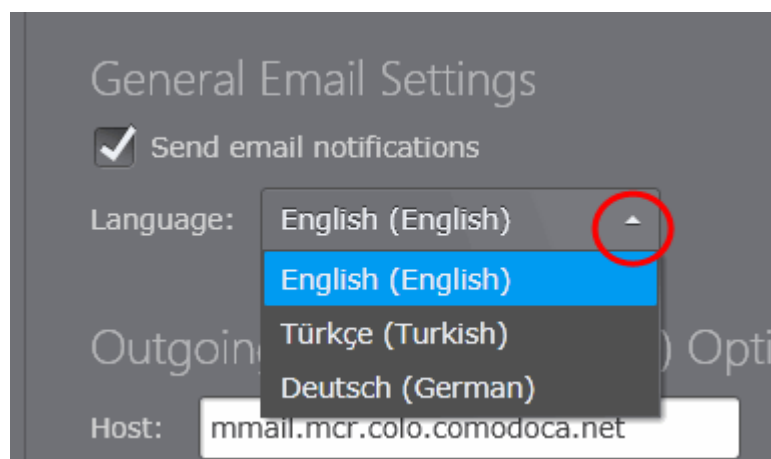 General Email Settings
Send email notifications
Language: English (English)
English (English)
Türkçe (Turkish)
Deutsch (German)
Host: mmail.mcr.colo.comodoca.net